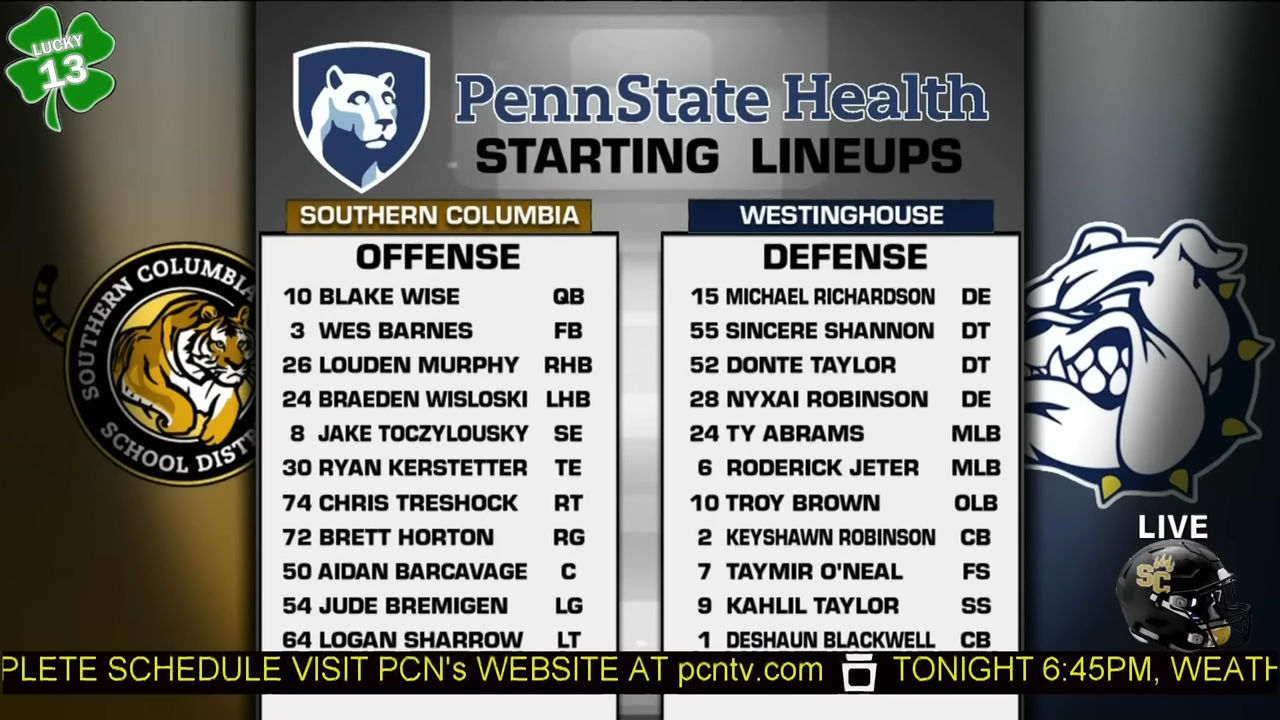 LUCKY
13
PennState Health
STARTING LINEUPS
SOUTHERN COLUMBIA
OFFENSE
10 BLAKE WISE QB
3 WES BARNES FB
26 LOUDEN MURPHY RHB
24 BRAEDEN WISLOSKI LHB
8 JAKE TOCZYLOUSKY SE
30 RYAN KERSTETTER TE
74 CHRIS TRESHOCK RT
72 BRETT HORTON RG
50 AIDAN BARCAVAGE C
54 JUDE BREMIGEN LG
64 LOGAN SHARROW LT
WESTINGHOUSE
DEFENSE
15 MICHAEL RICHARDSON DE
55 SINCERE SHANNON DT
52 DONTE TAYLOR DT
28 NYXAI ROBINSON DE
24 TY ABRAMS MLB
6 RODERICK JETER MLB
10 TROY BROWN OLB
2 KEYSHAWN ROBINSON CB
7 TAYMIR O'NEAL FS
9 KAHLIL TAYLOR SS
1 DESHAUN BLACKWELL CB
SOUTHERN COLUMBIA
SCHOOL DISTR
LIVE
SC
PLETE SCHEDULE VISIT PCN's WEBSITE AT pcntv.com TONIGHT 6:45PM, WEATH